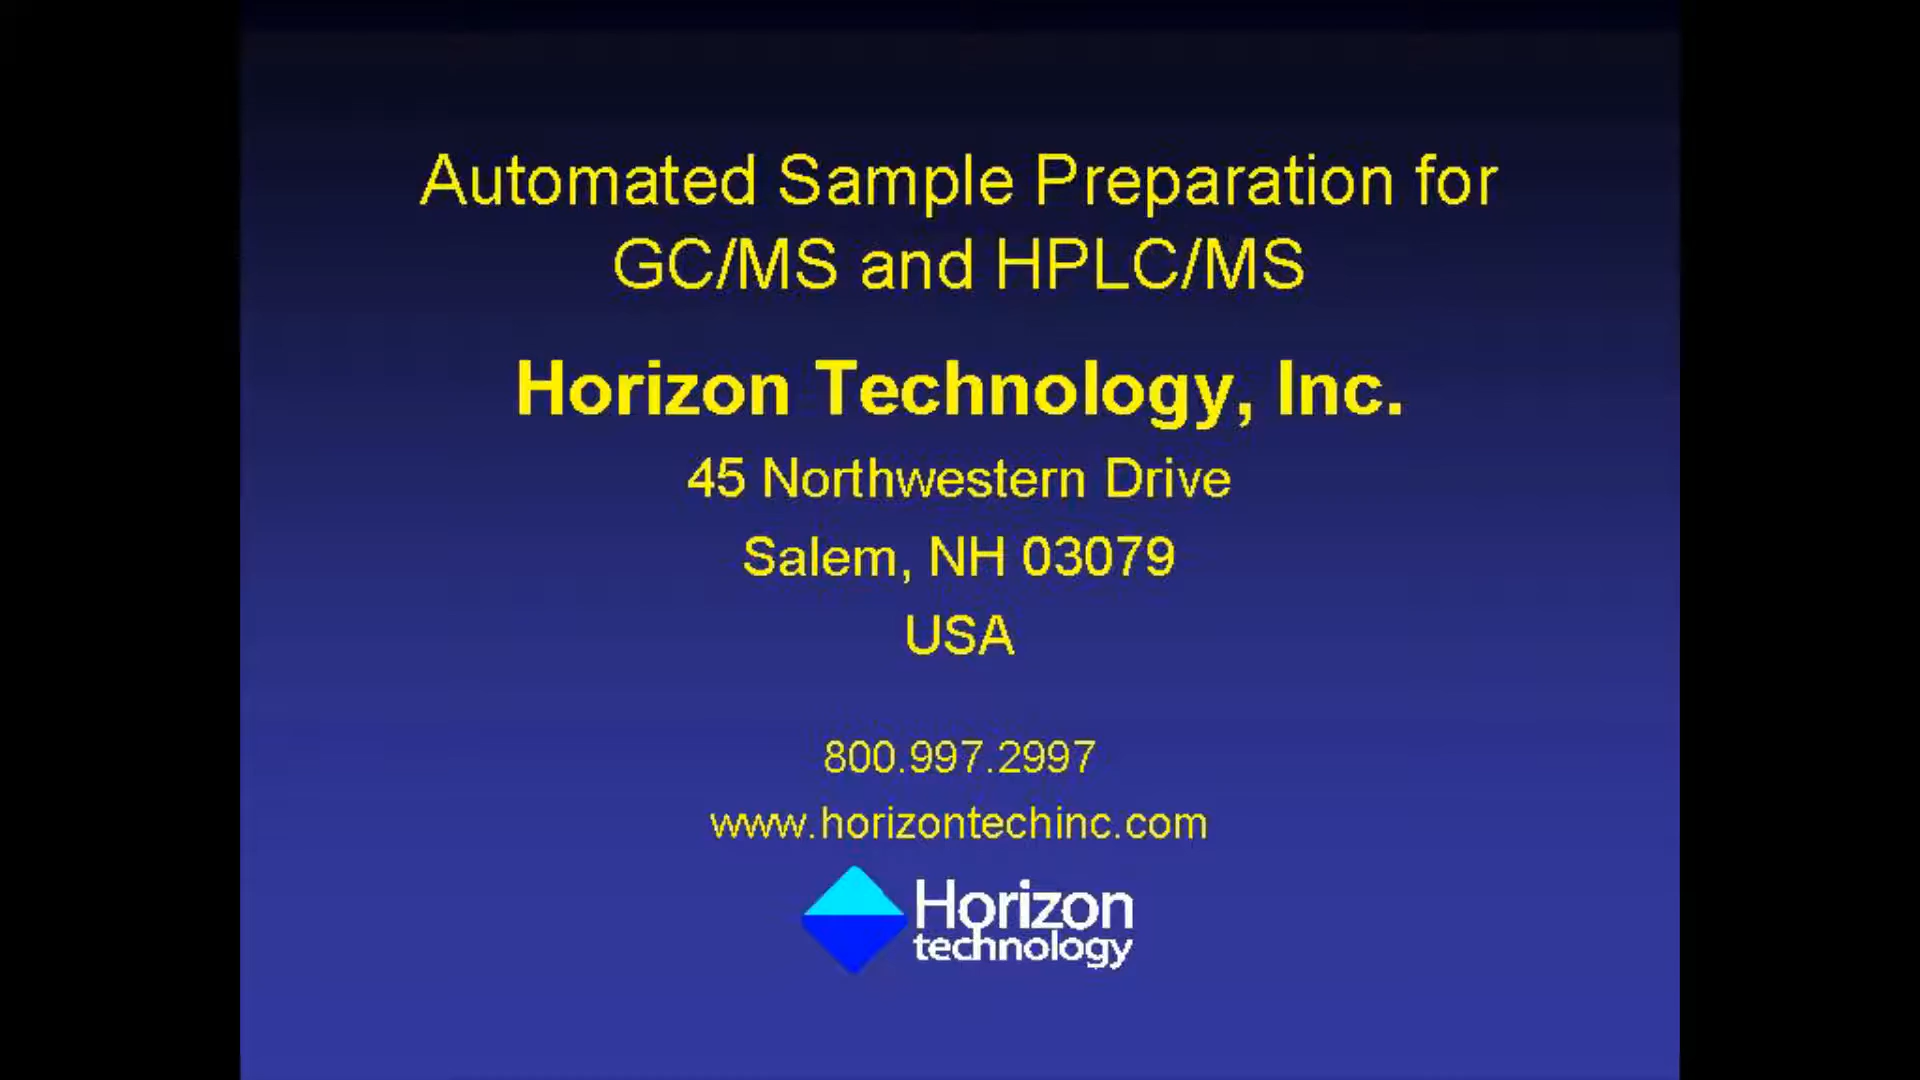 Automated Sample Preparation for
GC/MS and HPLC/MS
Horizon Technology, Inc.
45 Northwestern Drive
Salem, NH 03079
USA
800.997.2997
www.horizontechinc.com
Horizon
technology